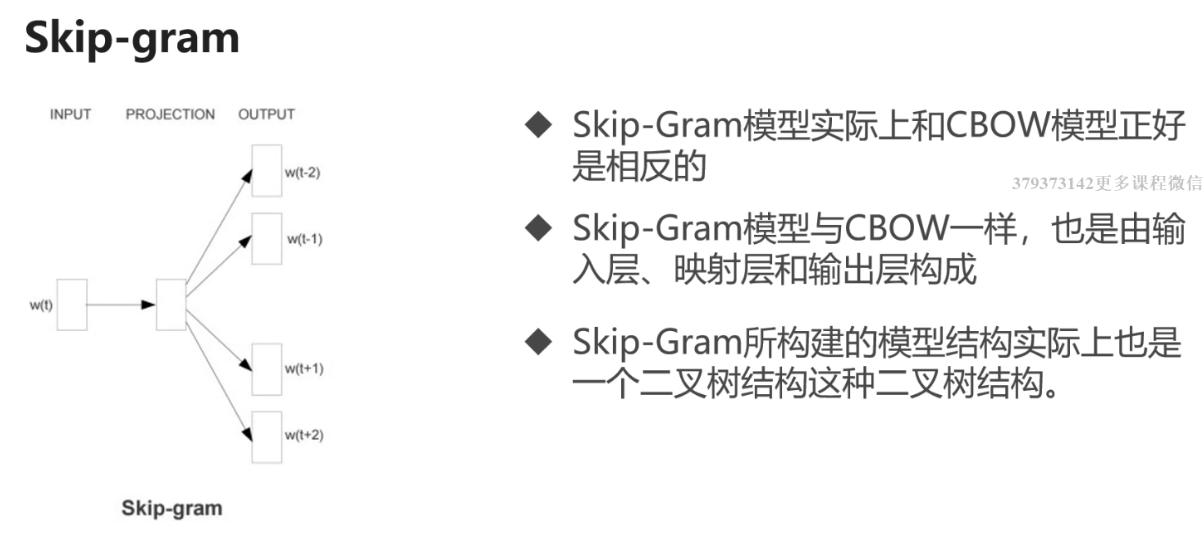 Skip-gram
INPUT PROJECTION OUTPUT
w(t-2)
w(t-1)
w(t)
w(t+1)
w(t+2)
Skip-gram
◆ Skip-Gram模型实际上和CBOW模型正好
是相反的
379373142更多课程微信
◆ Skip-Gram模型与CBOW一样，也是由输
入层、映射层和输出层构成
◆ Skip-Gram所构建的模型结构实际上也是
一个二叉树结构这种二叉树结构。